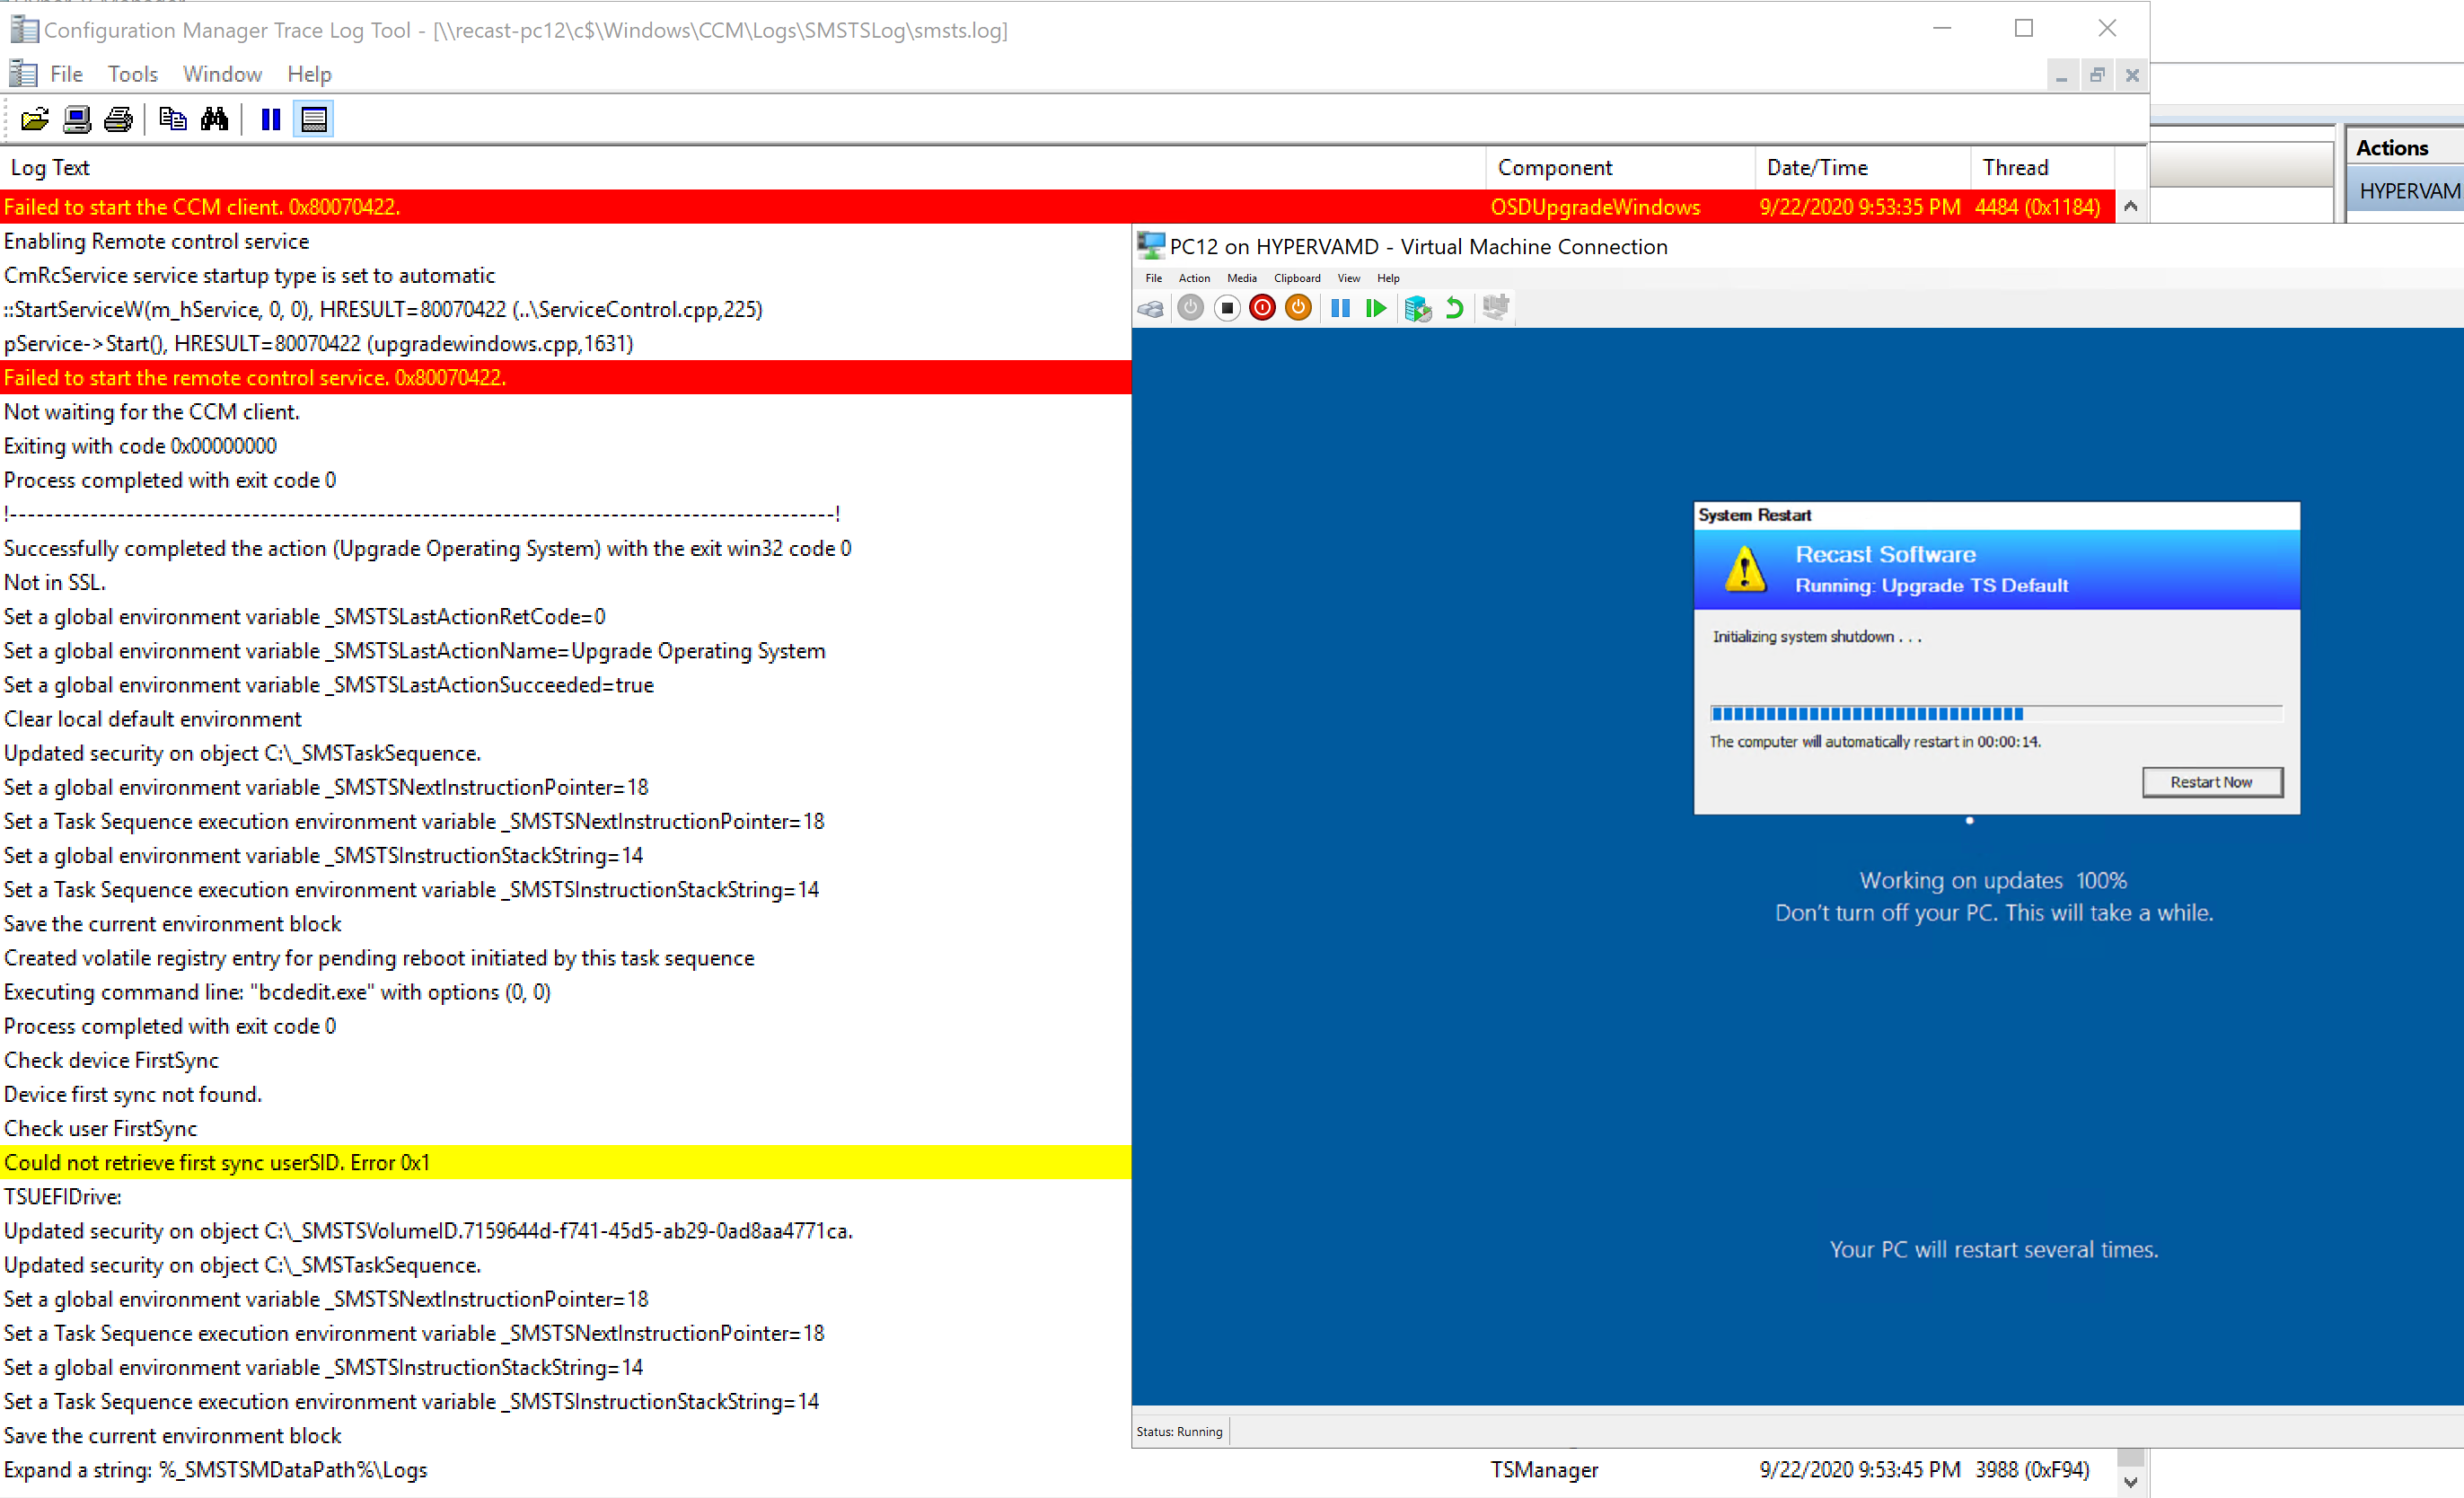 Configuration Manager Trace Log Tool - [\\recast-pc12\c$\Windows\CCM\Logs\SMSTSLog\smsts.log]
File Tools Window Help
Log Text Component Date/Time Thread
Failed to start the CCM client. 0x80070422. OSDUpgradeWindows 9/22/2020 9:53:35 PM 4484 (0x1184)
Enabling Remote control service
CmRcService service startup type is set to automatic
::StartServiceW(m_hService, 0, 0), HRESULT=80070422 (..\ServiceControl.cpp,225)
pService->Start(), HRESULT=80070422 (upgradewindows.cpp,1631)
Failed to start the remote control service. 0x80070422.
Not waiting for the CCM client.
Exiting with code 0x00000000
Process completed with exit code 0
!--------------------------------------------------------------------------------------------!
Successfully completed the action (Upgrade Operating System) with the exit win32 code 0
Not in SSL.
Set a global environment variable _SMSTSLastActionRetCode=0
Set a global environment variable _SMSTSLastActionName=Upgrade Operating System
Set a global environment variable _SMSTSLastActionSucceeded=true
Clear local default environment
Updated security on object C:\_SMSTaskSequence.
Set a global environment variable _SMSTSNextInstructionPointer=18
Set a Task Sequence execution environment variable _SMSTSNextInstructionPointer=18
Set a global environment variable _SMSTSInstructionStackString=14
Set a Task Sequence execution environment variable _SMSTSInstructionStackString=14
Save the current environment block
Created volatile registry entry for pending reboot initiated by this task sequence
Executing command line: "bcdedit.exe" with options (0, 0)
Process completed with exit code 0
Check device FirstSync
Device first sync not found.
Check user FirstSync
Could not retrieve first sync userSID. Error 0x1
TSUEFIDrive:
Updated security on object C:\_SMSTSVolumeID.7159644d-f741-45d5-ab29-0ad8aa4771ca.
Updated security on object C:\_SMSTaskSequence.
Set a global environment variable _SMSTSNextInstructionPointer=18
Set a Task Sequence execution environment variable _SMSTSNextInstructionPointer=18
Set a global environment variable _SMSTSInstructionStackString=14
Set a Task Sequence execution environment variable _SMSTSInstructionStackString=14
Save the current environment block
Expand a string: %_SMSTSMDataPath%\Logs TSManager 9/22/2020 9:53:45 PM 3988 (0xF94)
Actions
HYPERVAM
PC12 on HYPERVAMD - Virtual Machine Connection
File Action Media Clipboard View Help
System Restart
Recast Software
Running: Upgrade TS Default
Initializing system shutdown . . .
The computer will automatically restart in 00:00:14.
Restart Now
Working on updates 100%
Don't turn off your PC. This will take a while.
Your PC will restart several times.
Status: Running